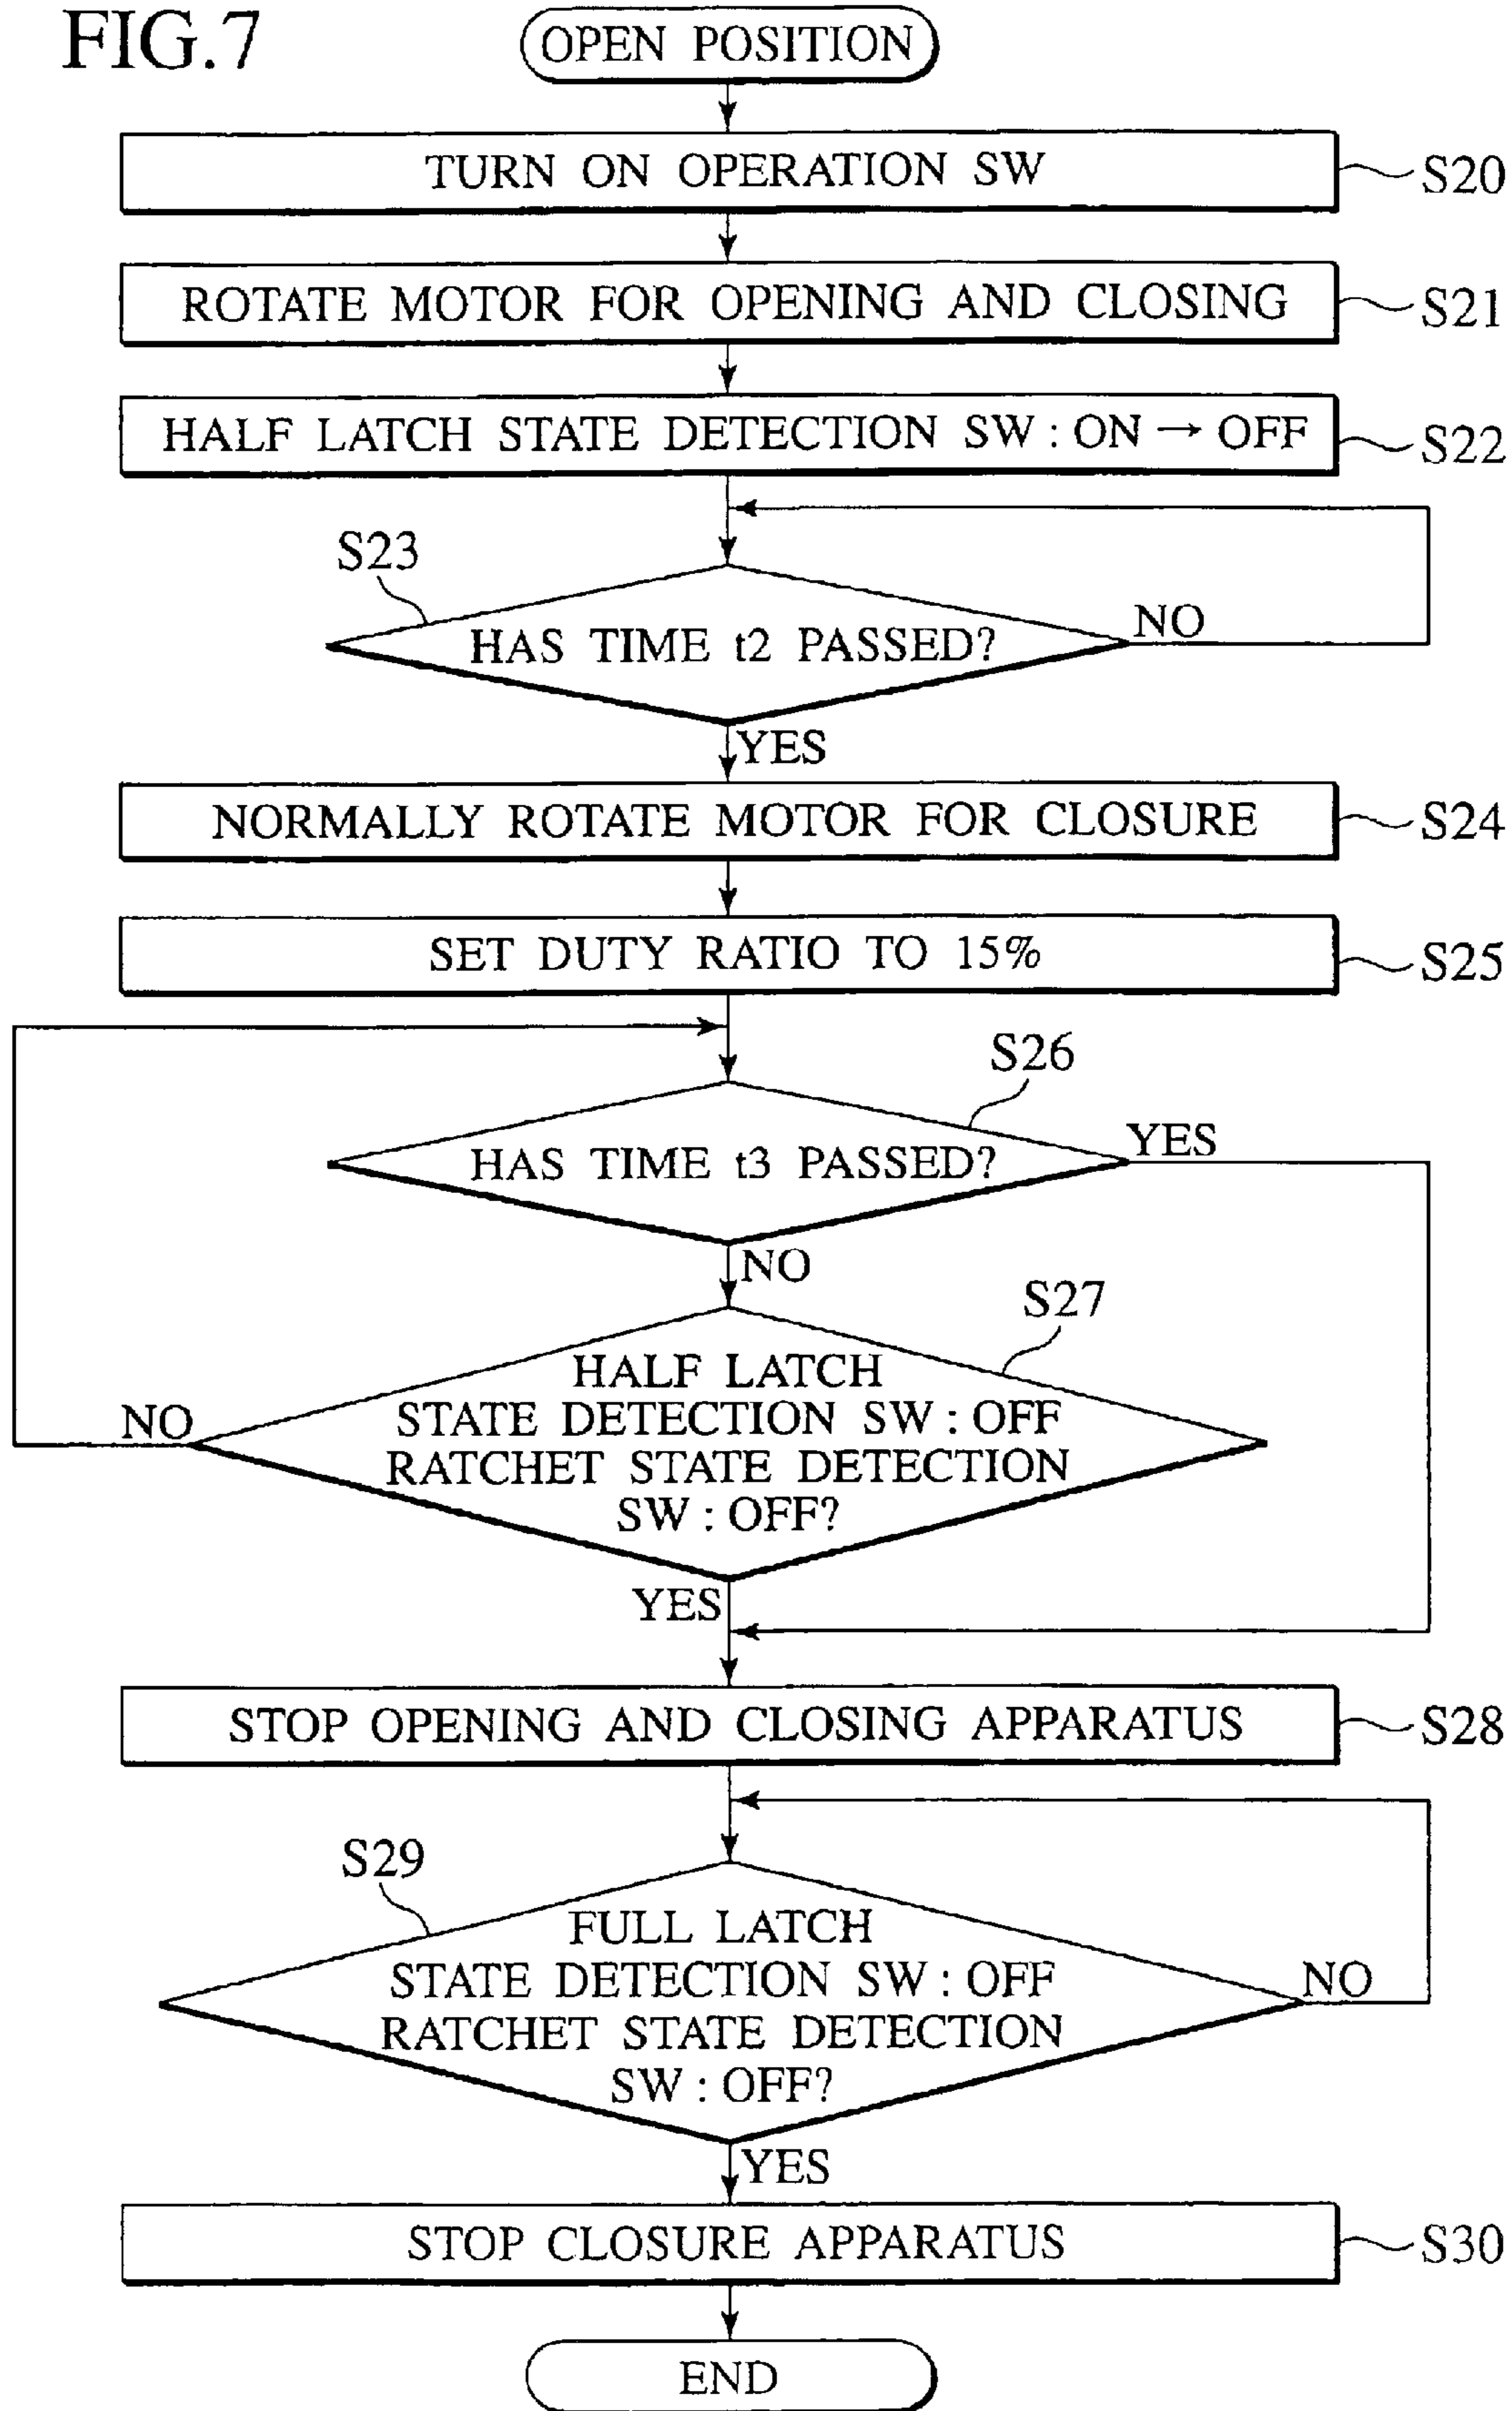 FIG.7
OPEN POSITION
TURN ON OPERATION SW
S20
ROTATE MOTOR FOR OPENING AND CLOSING
S21
HALF LATCH STATE DETECTION SW : ON → OFF
S22
S23
HAS TIME t2 PASSED?
NO
YES
NORMALLY ROTATE MOTOR FOR CLOSURE
S24
SET DUTY RATIO TO 15%
S25
S26
HAS TIME t3 PASSED?
YES
NO
S27
HALF LATCH
STATE DETECTION SW : OFF
RATCHET STATE DETECTION
SW : OFF?
NO
YES
STOP OPENING AND CLOSING APPARATUS
S28
S29
FULL LATCH
STATE DETECTION SW : OFF
RATCHET STATE DETECTION
SW : OFF?
NO
YES
STOP CLOSURE APPARATUS
S30
END